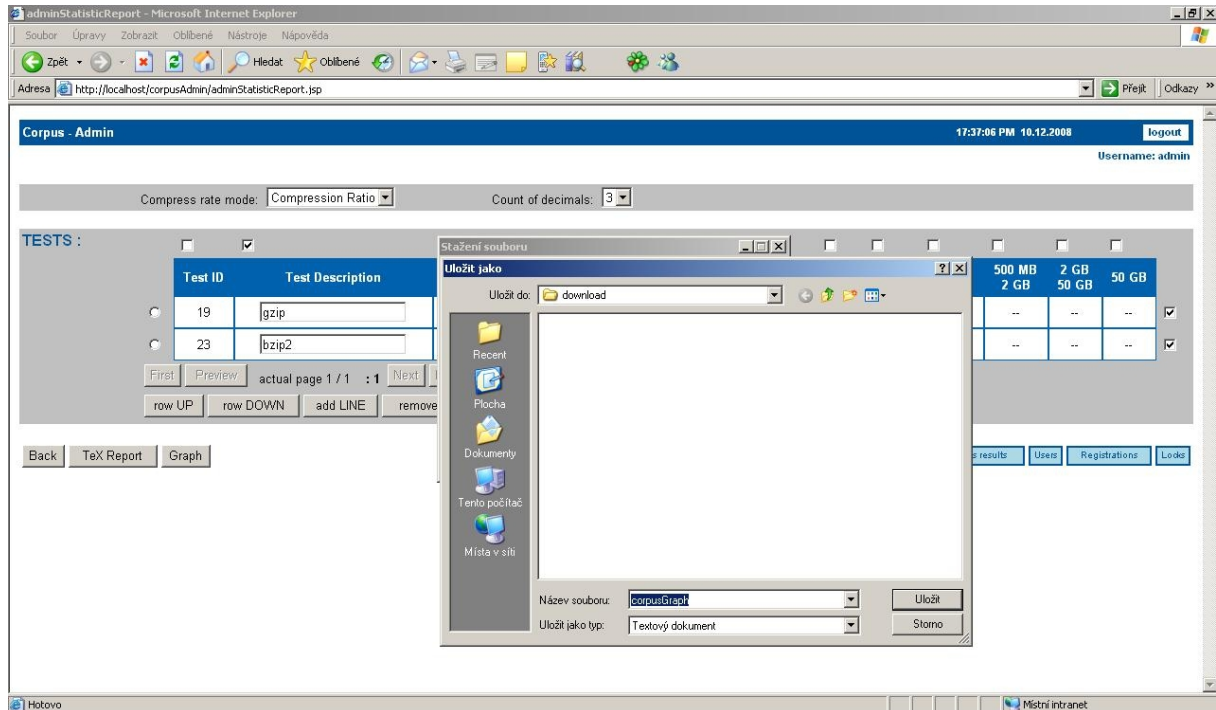 adminStatisticReport - Microsoft Internet Explorer
Soubor Úpravy Zobrazit Oblíbené Nástroje Nápověda
Zpět Hledat Oblíbené
Adresa http://localhost/corpusAdmin/adminStatisticReport.jsp Přejít Odkazy »
Corpus - Admin 17:37:06 PM 10.12.2008 logout
Username: admin
Compress rate mode: Compression Ratio Count of decimals: 3
TESTS :
Stažení souboru
Uložit jako
Test ID Test Description 500 MB 2 GB 2 GB 50 GB 50 GB
Uložit do: download
19 gzip -- -- --
23 bzip2 -- -- --
Recent
Plocha
Dokumenty
Tento počítač
Místa v síti
First Preview actual page 1 / 1 : 1 Next
row UP row DOWN add LINE remove
Back TeX Report Graph s results Users Registrations Locks
Název souboru: corpusGraph Uložit
Uložit jako typ: Textový dokument Storno
Hotovo Místní intranet